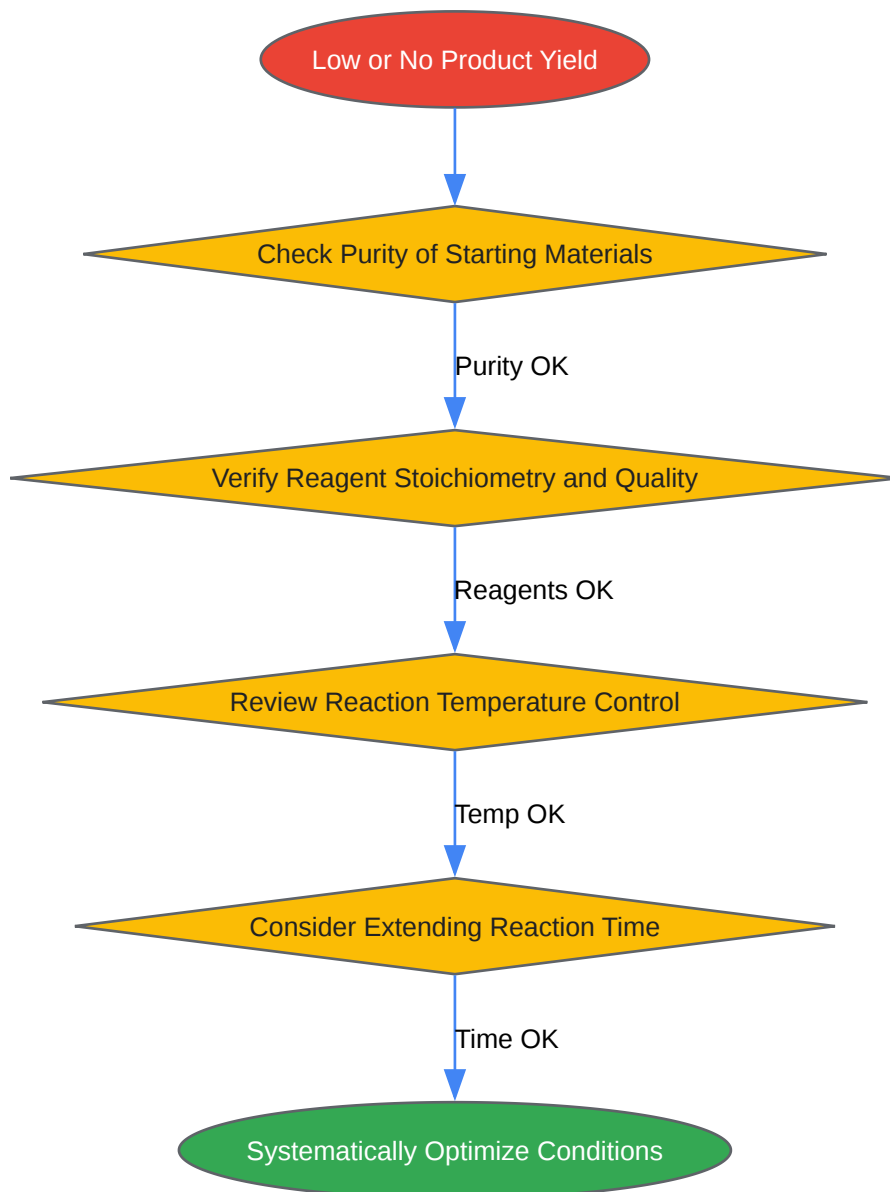 Low or No Product Yield
Check Purity of Starting Materials
Purity OK
Verify Reagent Stoichiometry and Quality
Reagents OK
Review Reaction Temperature Control
Temp OK
Consider Extending Reaction Time
Time OK
Systematically Optimize Conditions